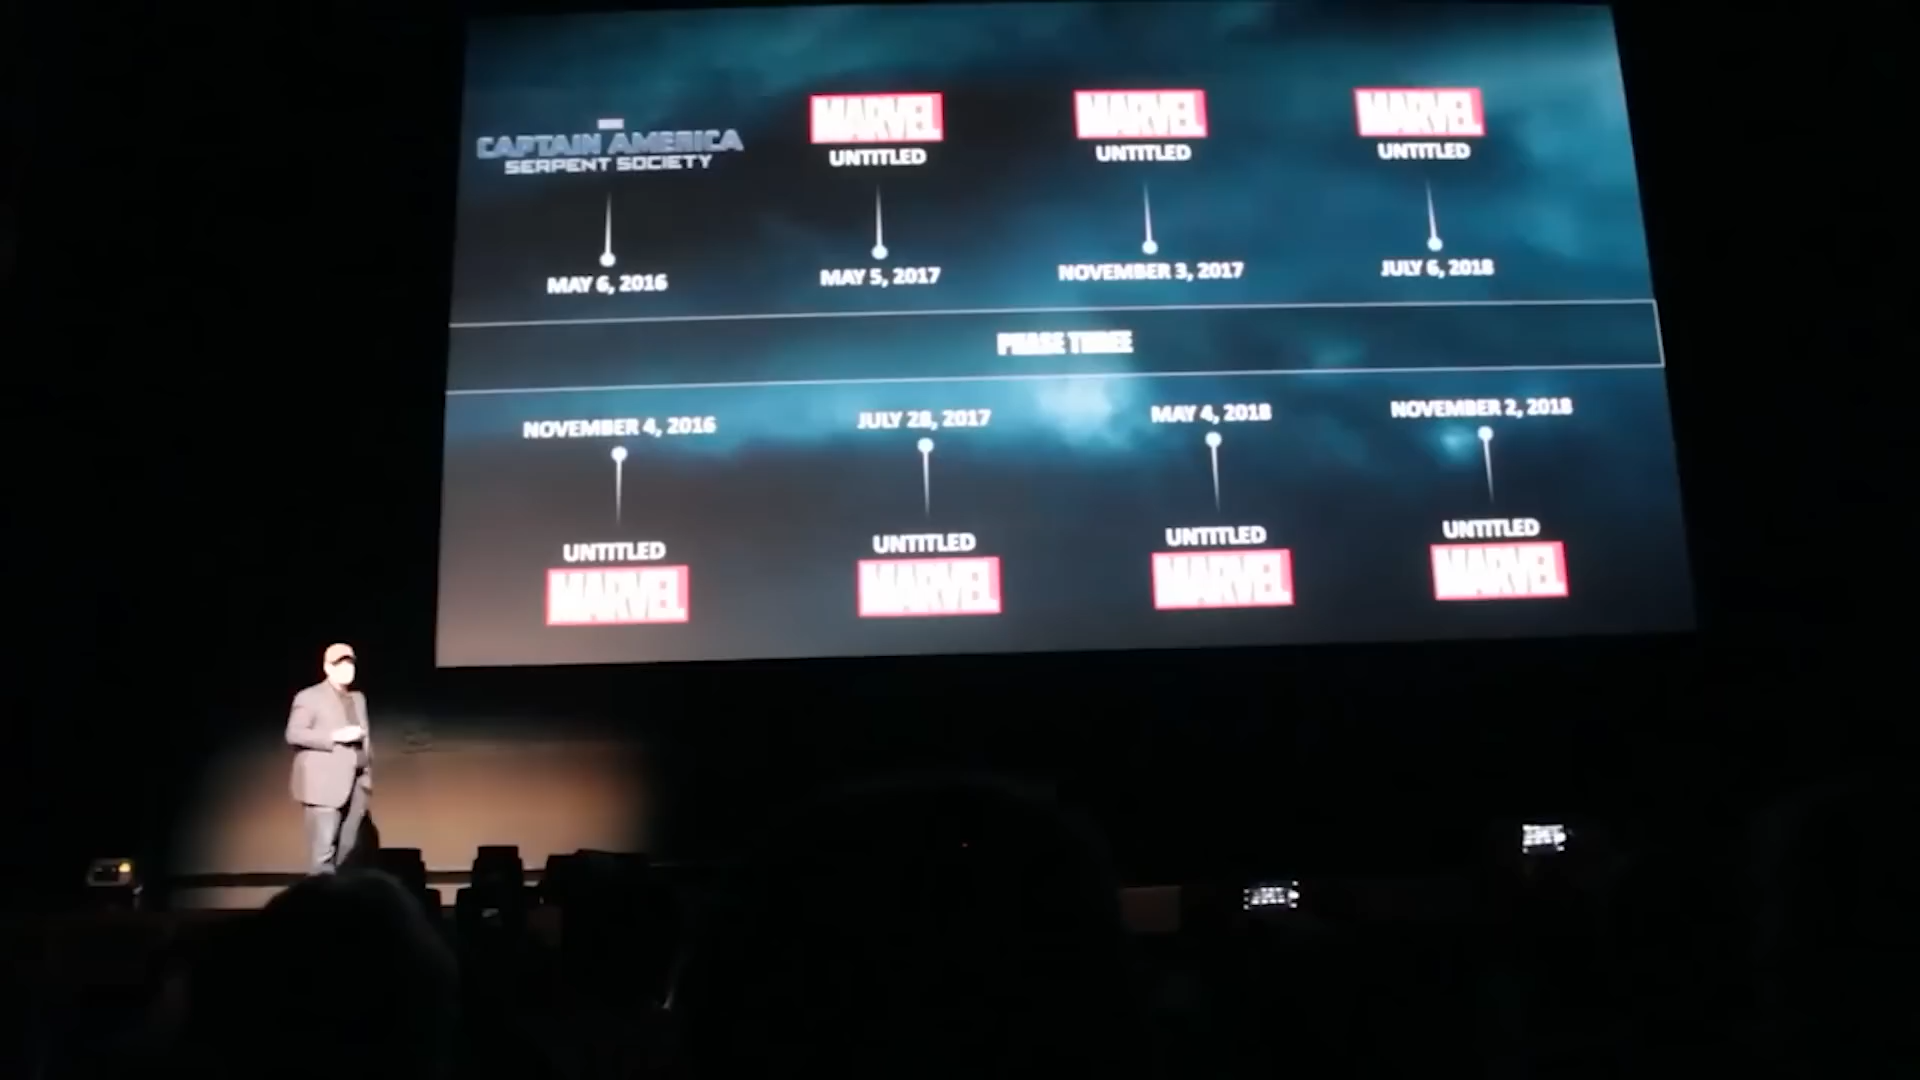 CAPTAIN AMERICA
SERPENT SOCIETY
MAY 6, 2016
MARVEL
UNTITLED
MAY 5, 2017
MARVEL
UNTITLED
NOVEMBER 3, 2017
MARVEL
UNTITLED
JULY 6, 2018
PHASE THREE
NOVEMBER 4, 2016
UNTITLED
MARVEL
JULY 28, 2017
UNTITLED
MARVEL
MAY 4, 2018
UNTITLED
MARVEL
NOVEMBER 2, 2018
UNTITLED
MARVEL